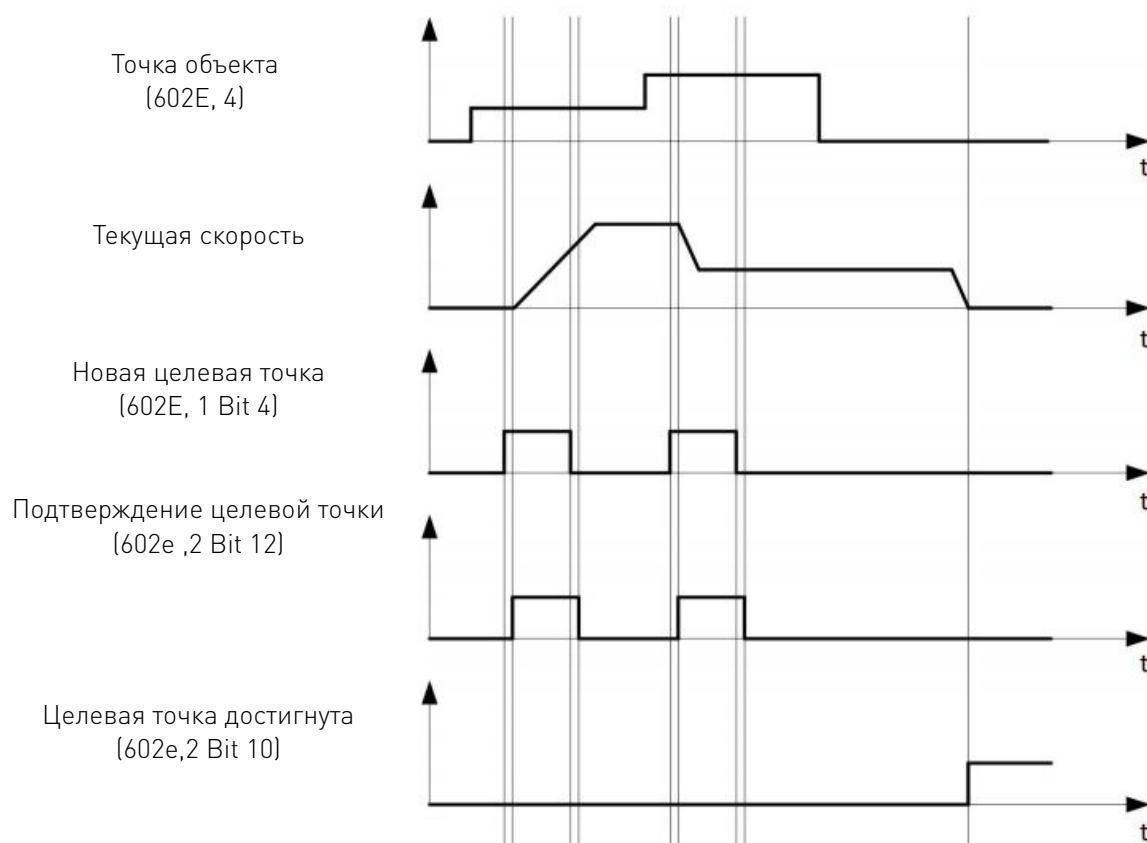 Точка объекта
(602E, 4)
t
Текущая скорость
t
Новая целевая точка
(602E, 1 Bit 4)
t
Подтверждение целевой точки
(602e ,2 Bit 12)
t
Целевая точка достигнута
(602e,2 Bit 10)
t